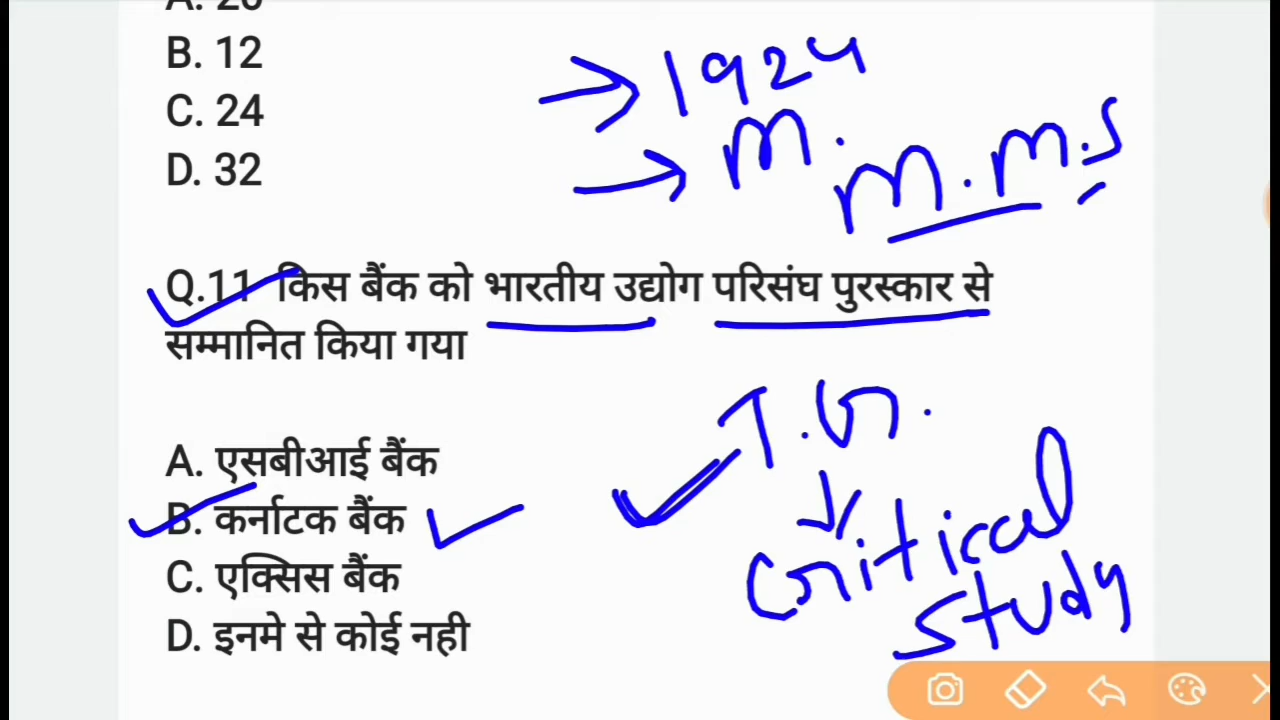 A. 20
B. 12
C. 24
D. 32
→ 1924
→ M. M.M.S
Q.11 किस बैंक को भारतीय उद्योग परिसंघ पुरस्कार से
सम्मानित किया गया
A. एसबीआई बैंक
B. कर्नाटक बैंक
C. एक्सिस बैंक
D. इनमे से कोई नही
Critical
Study